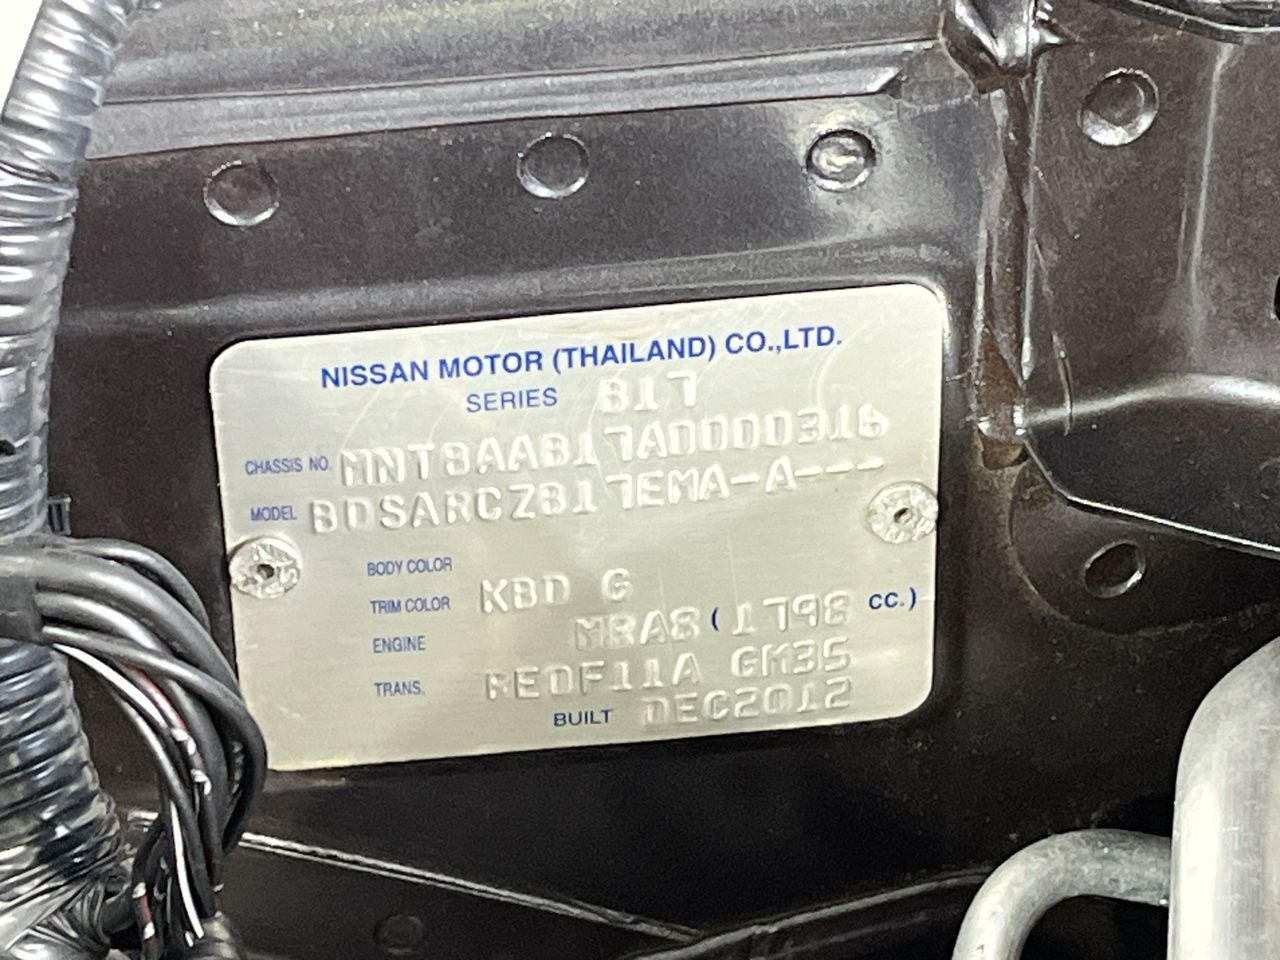 NISSAN MOTOR (THAILAND) CO.,LTD.
SERIES B17
CHASSIS NO. MNTBAAB17A0000316
MODEL BDSARCZB17EMA-A---
BODY COLOR
TRIM COLOR KBD G
ENGINE MRA8 ( 1798 CC.)
TRANS. RE0F11A GM35
BUILT DEC2012